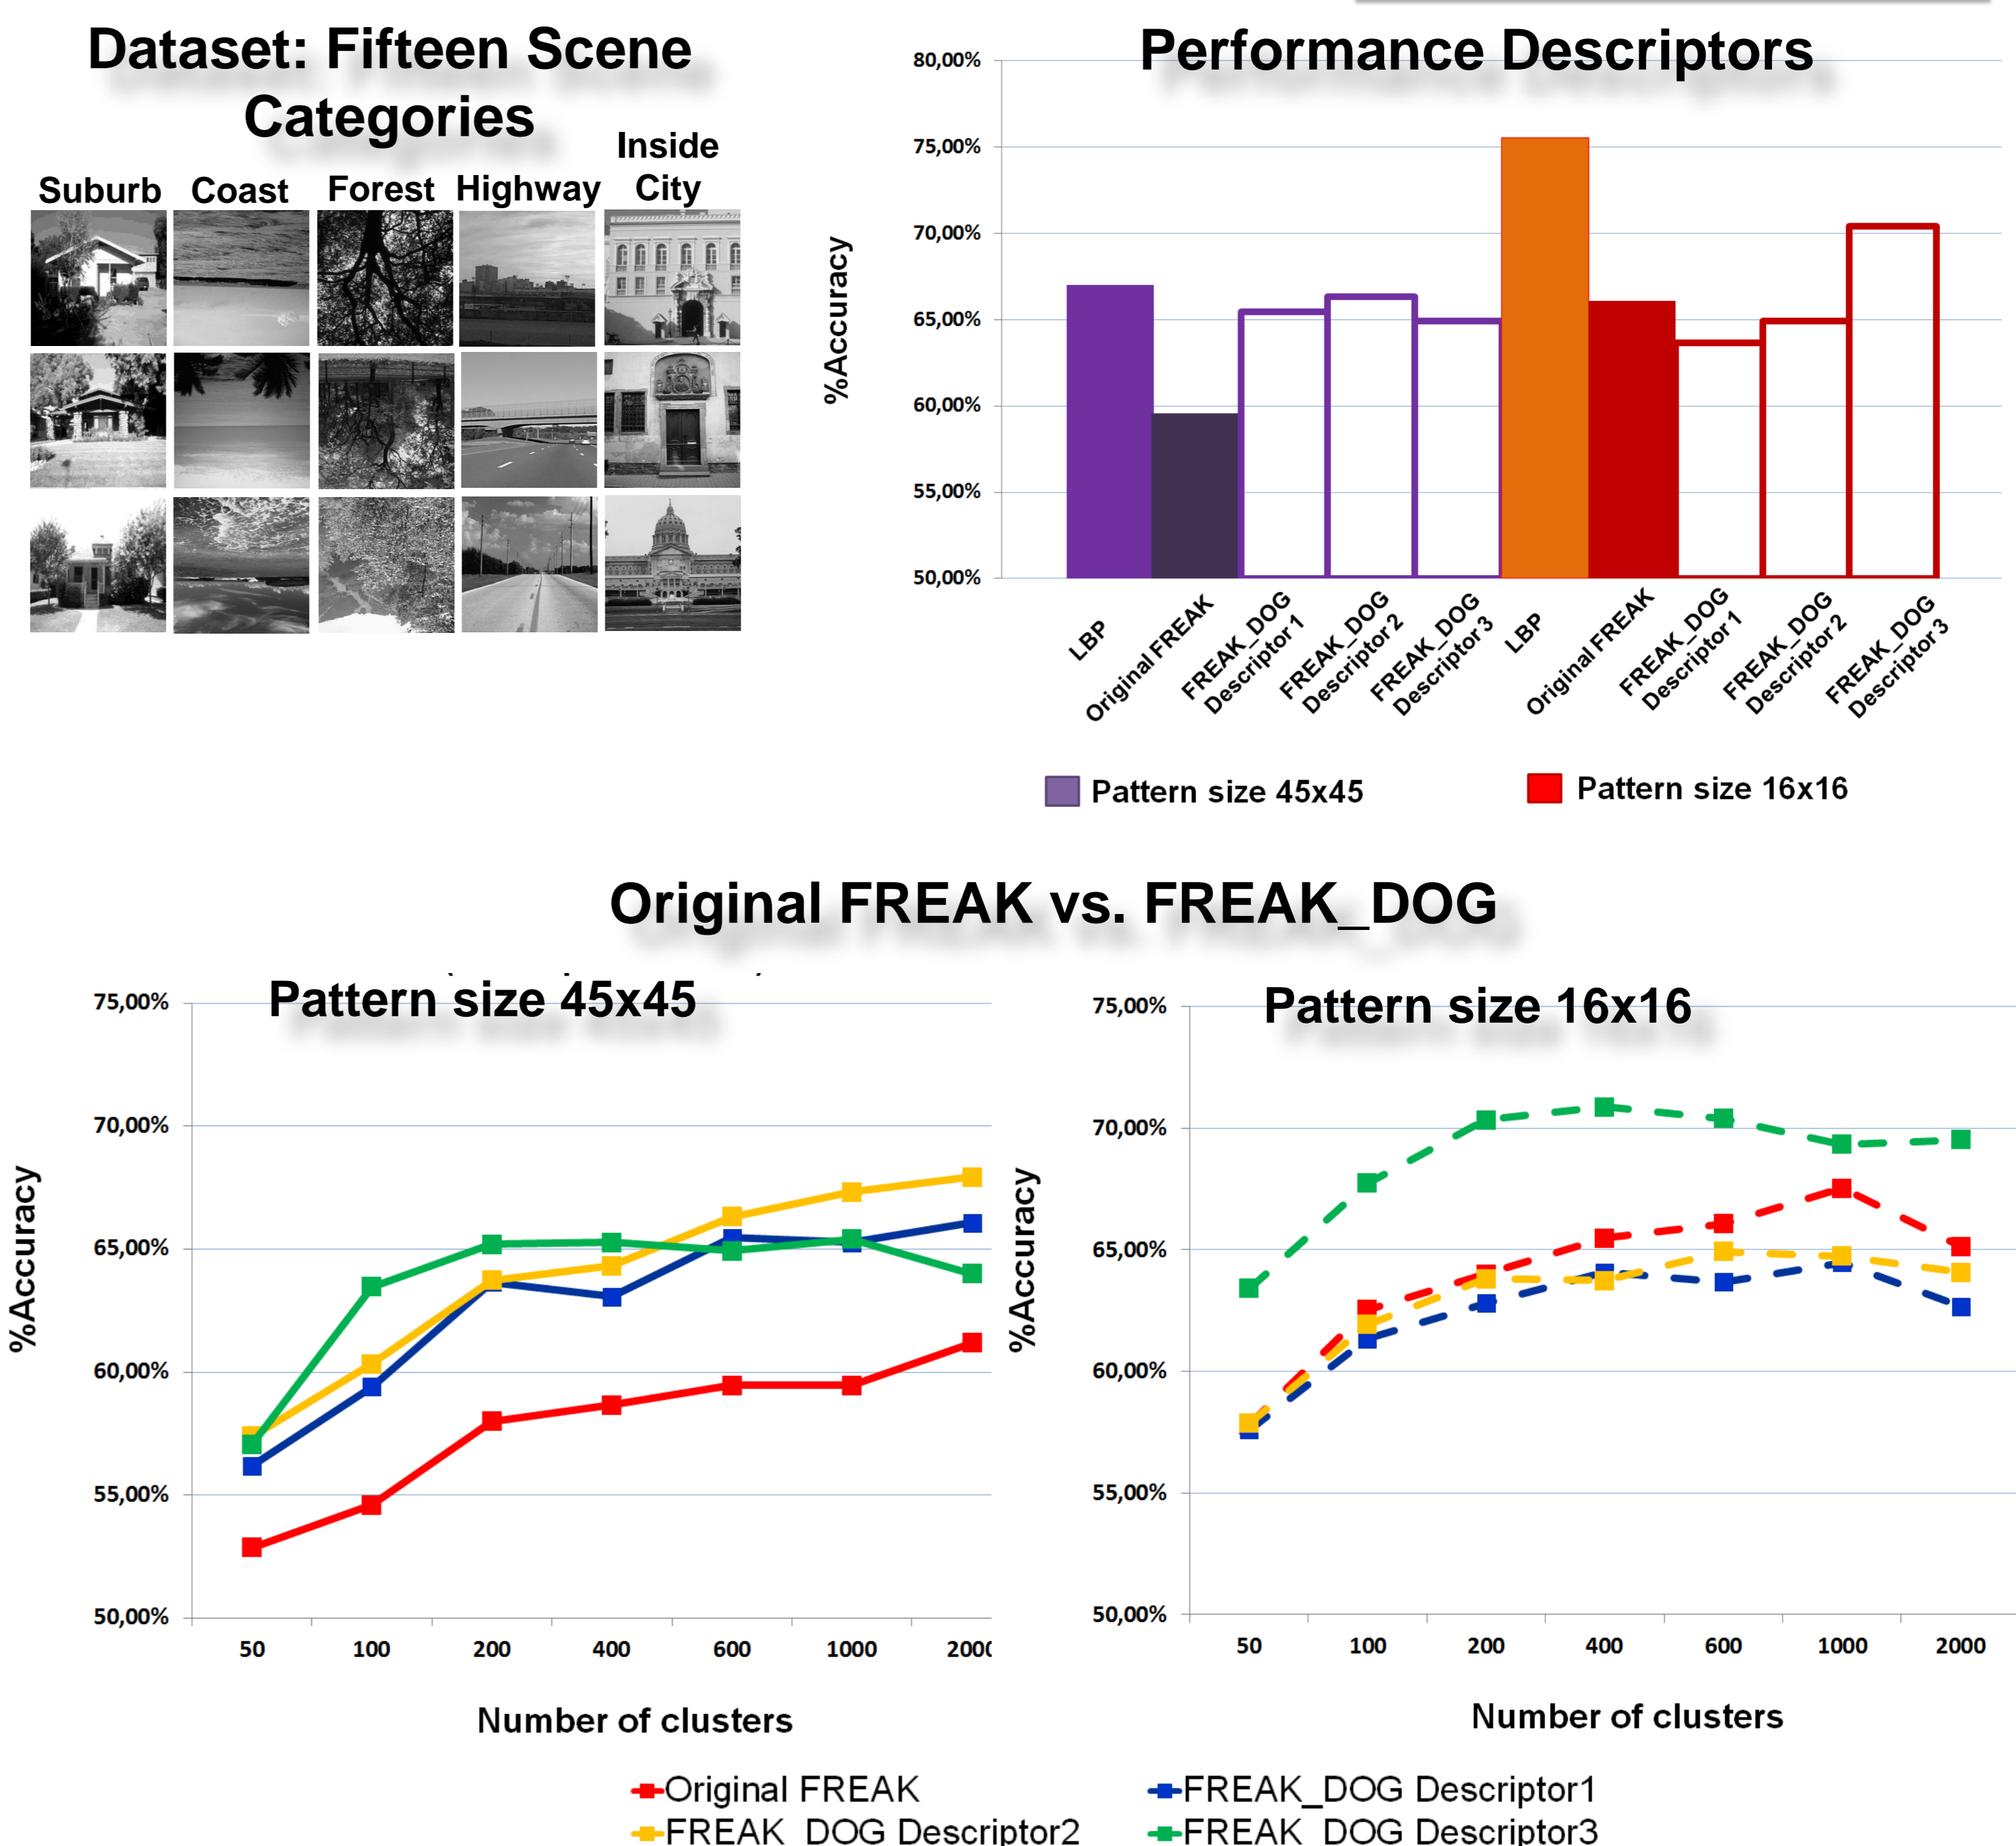 Dataset: Fifteen Scene
Categories
Suburb
Coast
Forest
Highway
Inside
City
Performance Descriptors
%Accuracy
80,00%
75,00%
70,00%
65,00%
60,00%
55,00%
50,00%
LBP
Original FREAK
FREAK_DOG
Descriptor1
FREAK_DOG
Descriptor2
FREAK_DOG
Descriptor3
LBP
Original FREAK
FREAK_DOG
Descriptor1
FREAK_DOG
Descriptor2
FREAK_DOG
Descriptor3
Pattern size 45x45
Pattern size 16x16
Original FREAK vs. FREAK_DOG
Pattern size 45x45
%Accuracy
75,00%
70,00%
65,00%
60,00%
55,00%
50,00%
50 100 200 400 600 1000 2000
Number of clusters
Pattern size 16x16
%Accuracy
75,00%
70,00%
65,00%
60,00%
55,00%
50,00%
50 100 200 400 600 1000 2000
Number of clusters
Original FREAK
FREAK_DOG Descriptor1
FREAK_DOG Descriptor2
FREAK_DOG Descriptor3